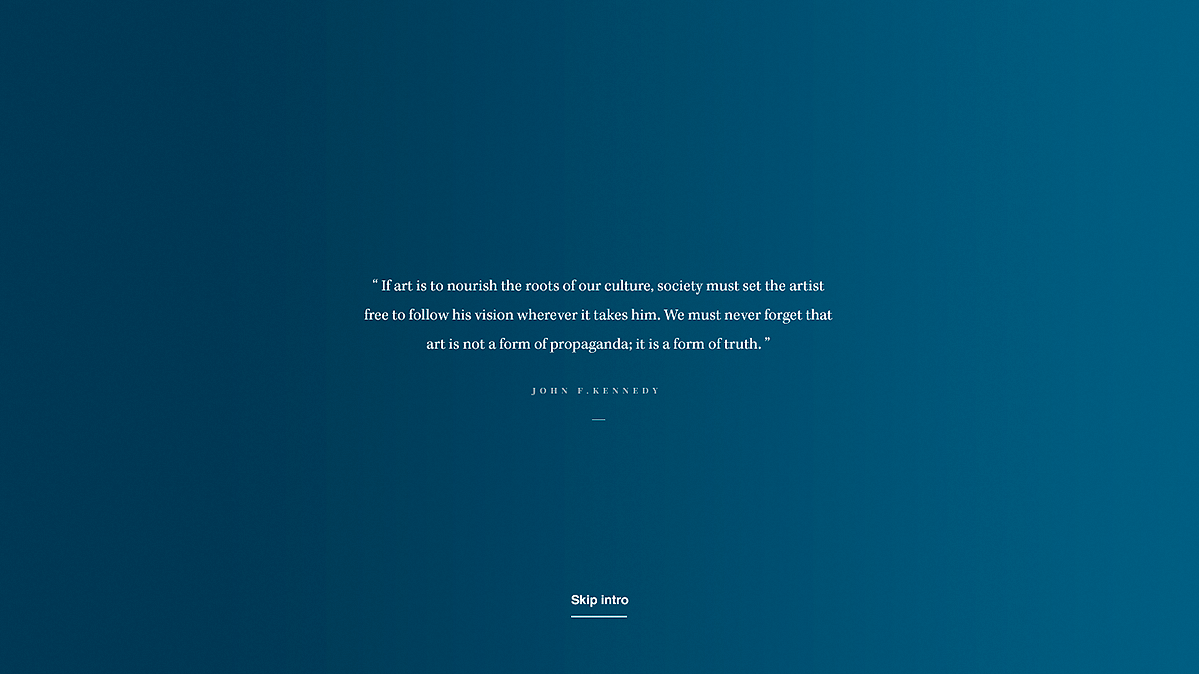 “ If art is to nourish the roots of our culture, society must set the artist
free to follow his vision wherever it takes him. We must never forget that
art is not a form of propaganda; it is a form of truth. ”
JOHN F.KENNEDY
Skip intro